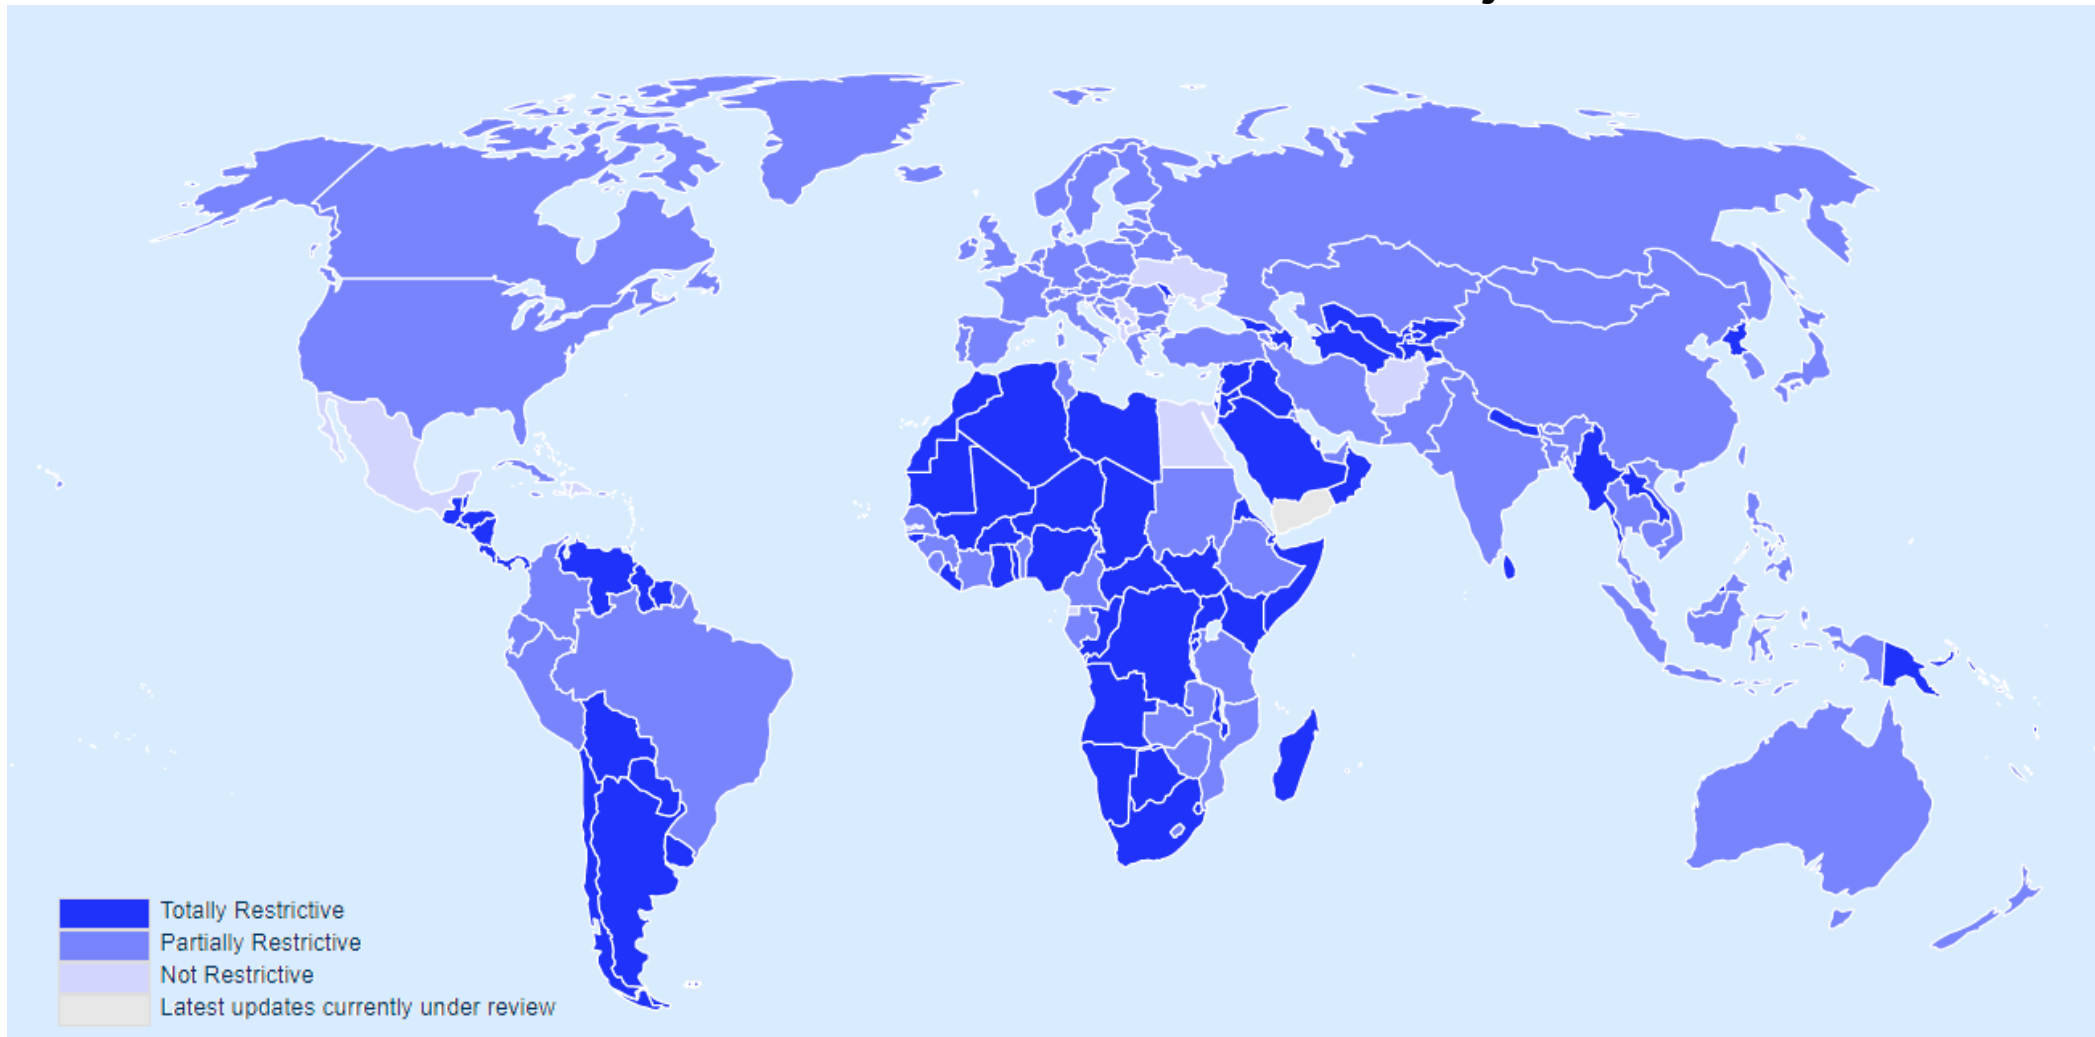 Totally Restrictive
Partially Restrictive
Not Restrictive
Latest updates currently under review